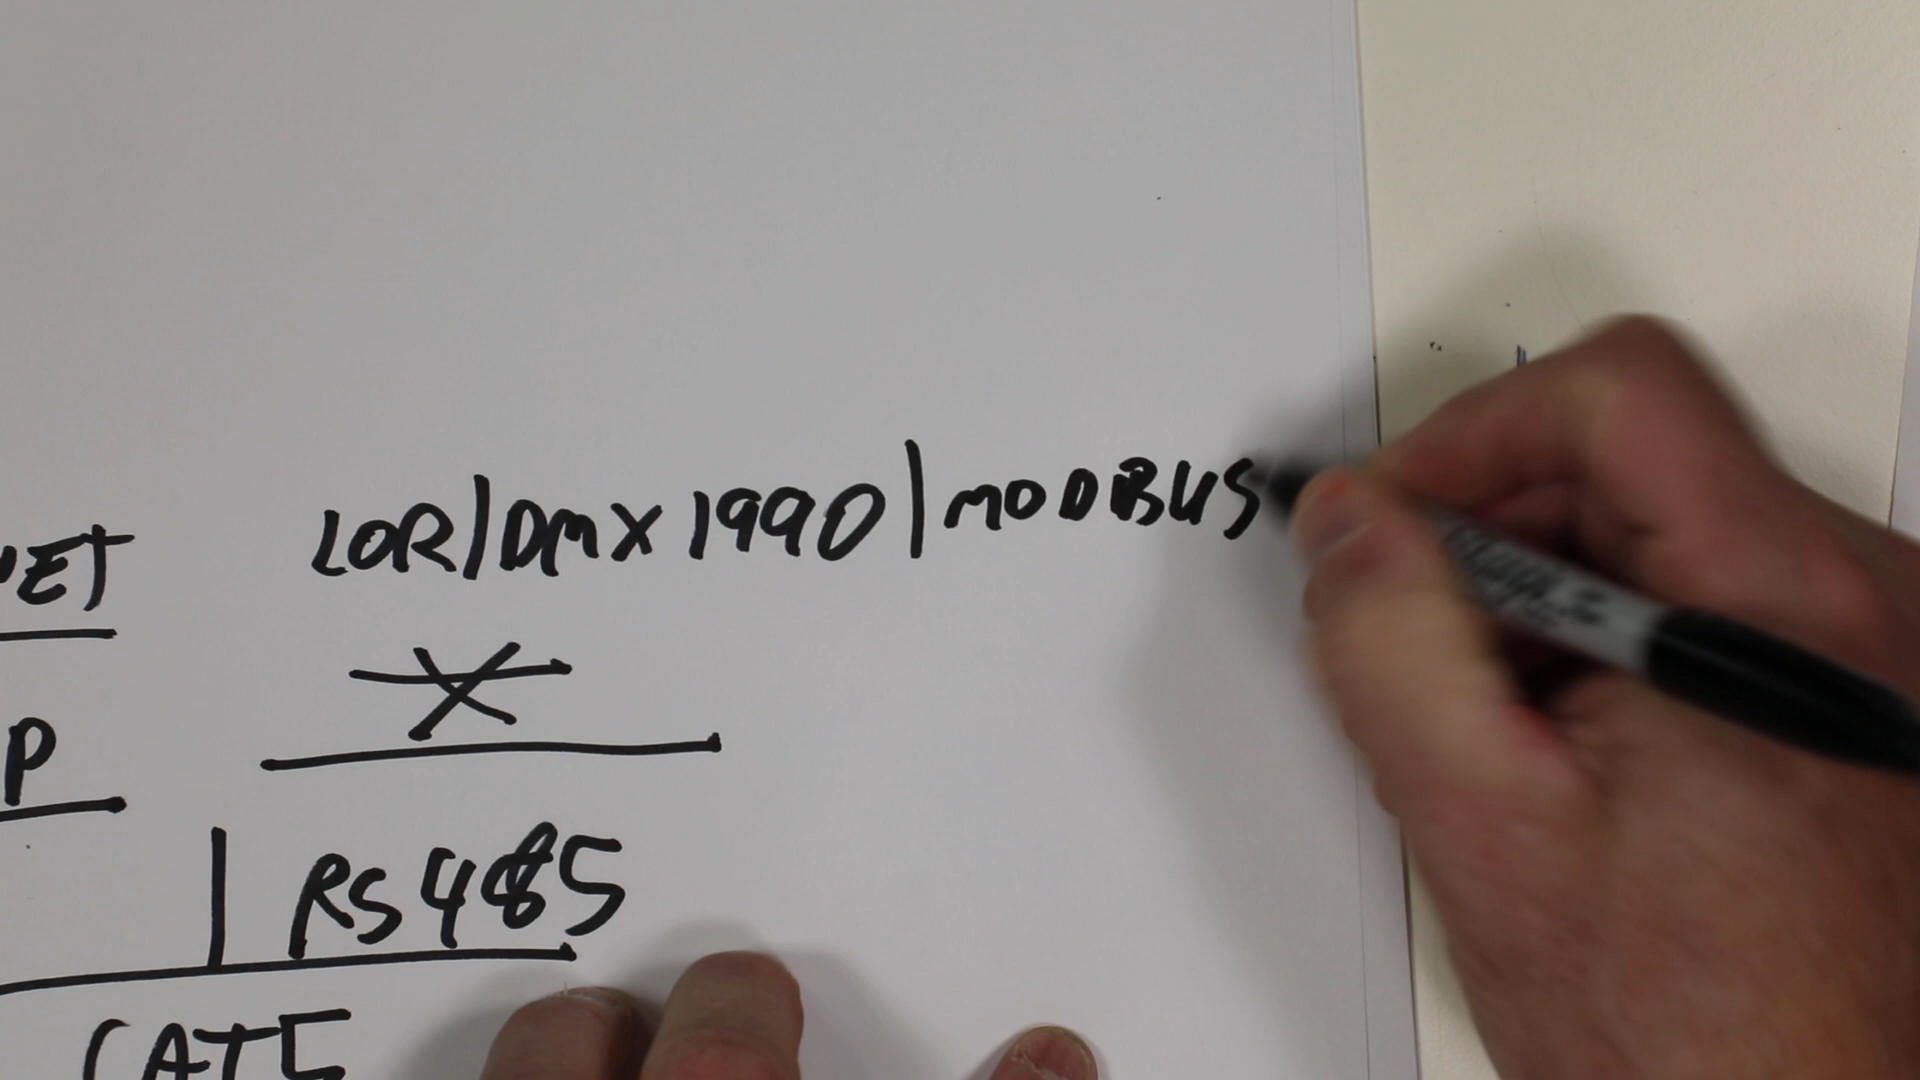 LOR | DMX 1990 | MODBUS
ET
X
P
| RS485
CAT5